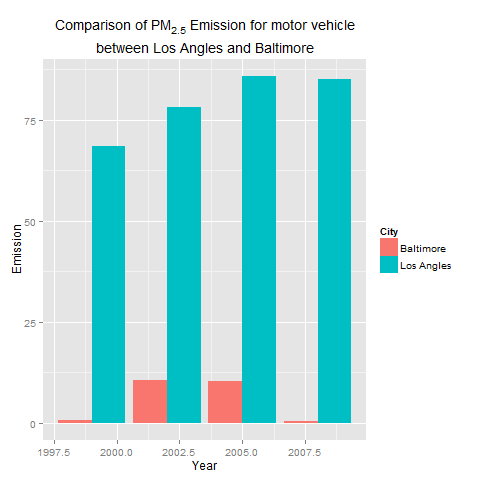 Comparison of PM2.5 Emission for motor vehicle
between Los Angles and Baltimore
75
50
25
0
Emission
1997.5 2000.0 2002.5 2005.0 2007.5
Year
City
Baltimore
Los Angles